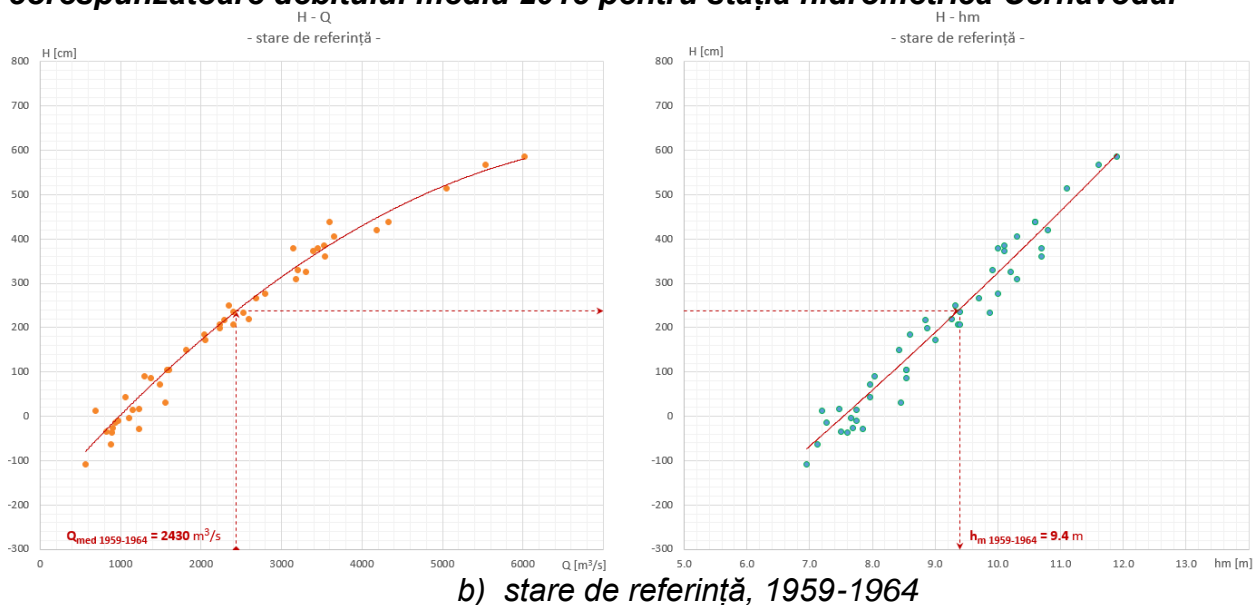 corespunzătoare debitului mediu 2016 pentru stația hidrometrică Cernavodă.
H - Q
- stare de referință -
H [cm]
800
700
600
500
400
300
200
100
0
-100
-200
-300
Qmed 1959-1964 = 2430 m³/s
0 1000 2000 3000 4000 5000 6000 Q [m³/s]
H - hm
- stare de referință -
H [cm]
800
700
600
500
400
300
200
100
0
-100
-200
-300
hm 1959-1964 = 9.4 m
5.0 6.0 7.0 8.0 9.0 10.0 11.0 12.0 13.0 hm [m]
b) stare de referință, 1959-1964